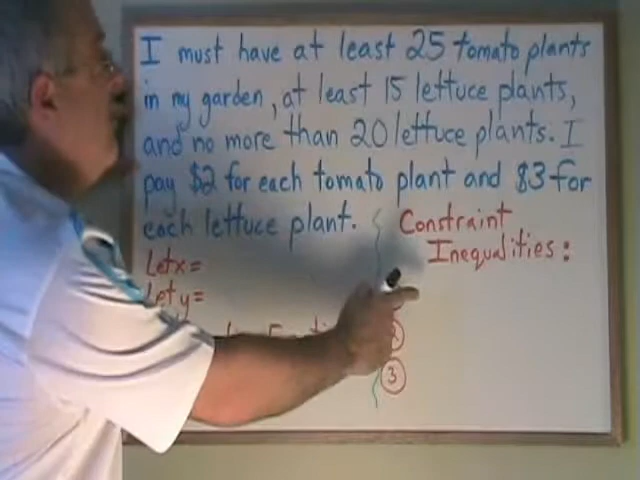 I must have at least 25 tomato plants
in my garden, at least 15 lettuce plants,
and no more than 20 lettuce plants. I
pay $2 for each tomato plant and $3 for
each lettuce plant.
Constraint
Inequalities:
Let x =
Let y =
2
3